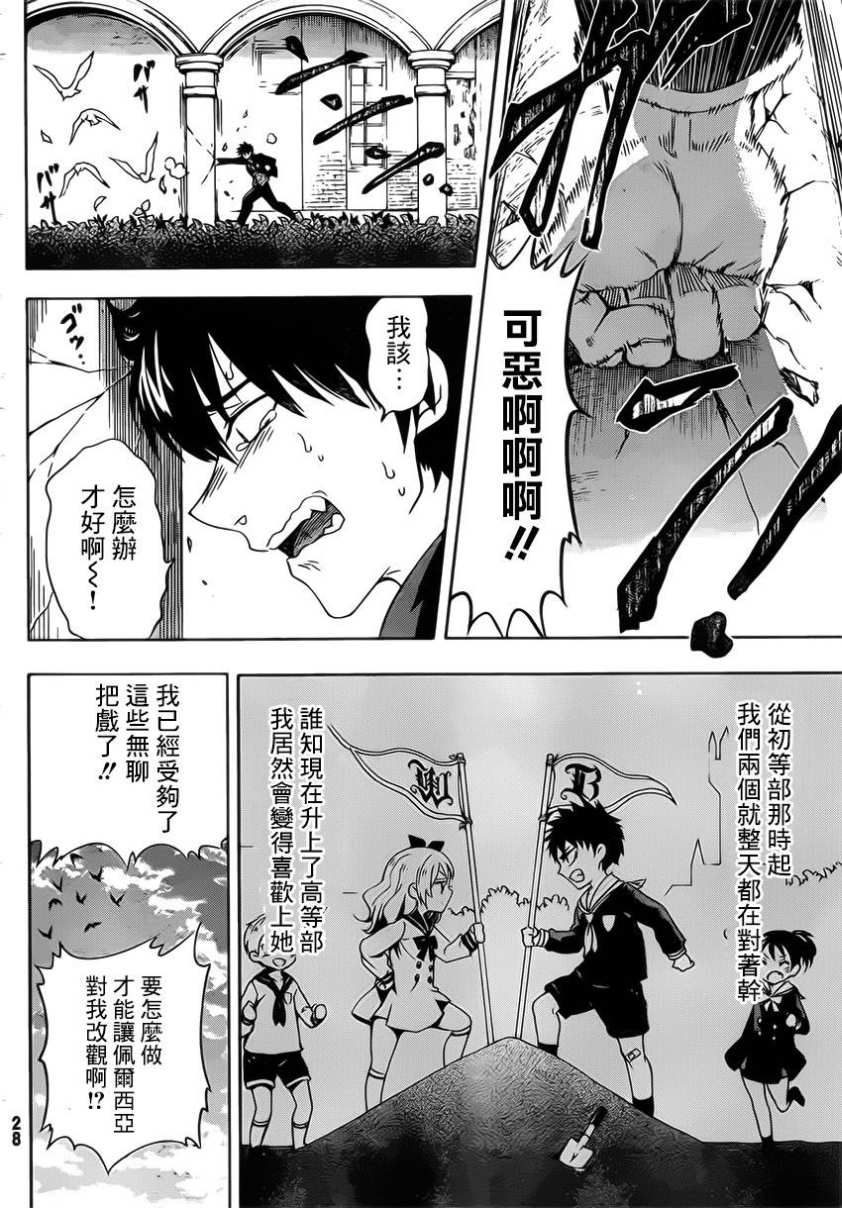 可惡啊啊啊!!
バサ
バサ
バサ
我該…
ゴッ…
怎麼辦
才好啊~!
從初等部那時起
我們兩個就整天都在對著幹
B
W
誰知現在升上了高等部
我居然會變得喜歡上她
我已經受夠了
這些無聊
把戲了!!
要怎麼做
才能讓佩爾西亞
對我改觀啊!?
28